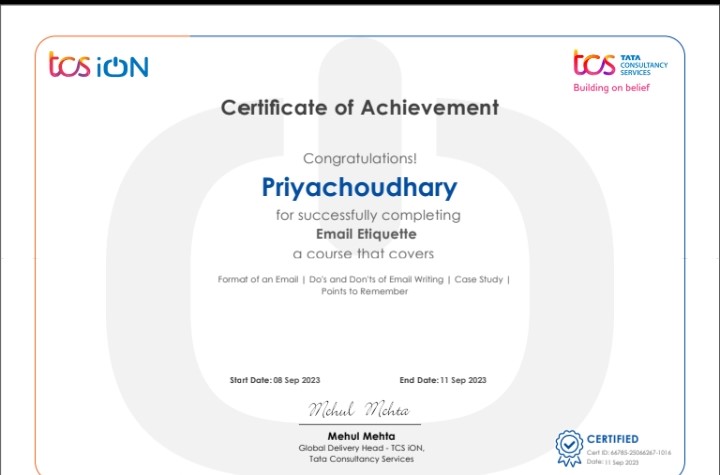 tcs iON
tcs TATA
CONSULTANCY
SERVICES
Building on belief
Certificate of Achievement
Congratulations!
Priyachoudhary
for successfully completing
Email Etiquette
a course that covers
Format of an Email | Do's and Don'ts of Email Writing | Case Study |
Points to Remember
Start Date: 08 Sep 2023 End Date: 11 Sep 2023
Mehul Mehta
Mehul Mehta
Global Delivery Head - TCS iON,
Tata Consultancy Services
CERTIFIED
Cert ID: 66785-25066267-1016
Date: 11 Sep 2023